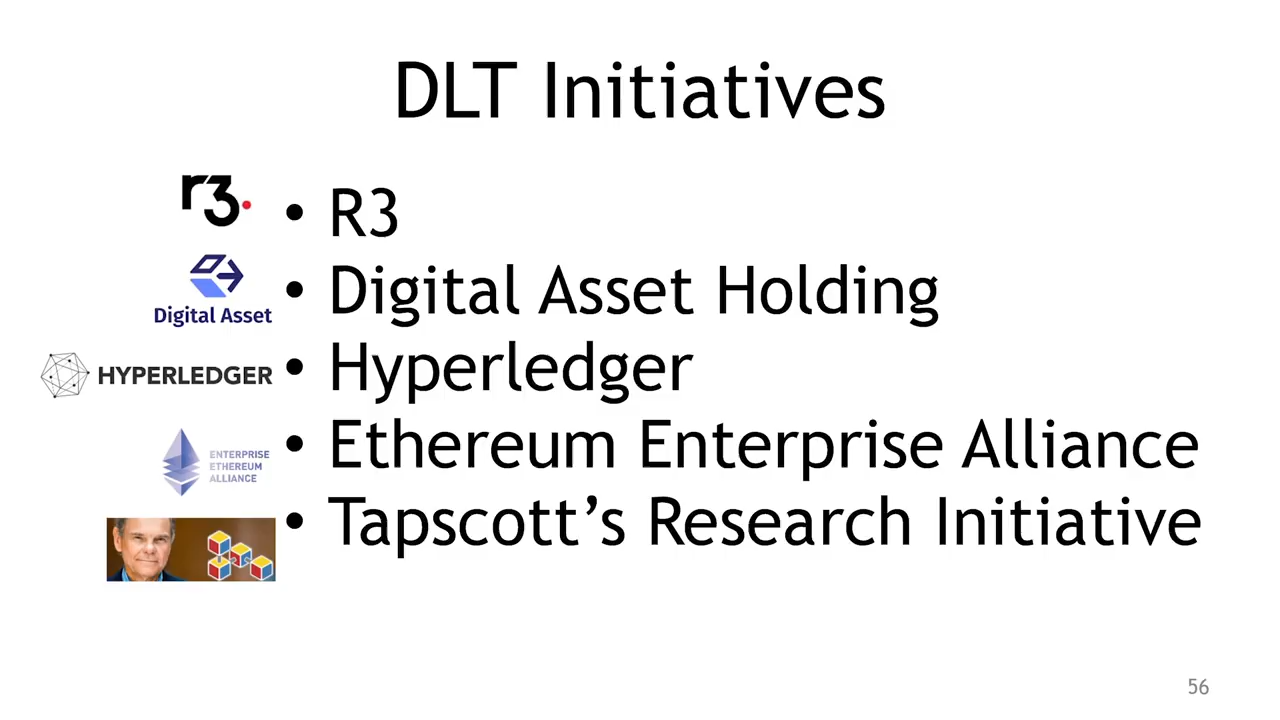 DLT Initiatives
r3.
• R3
Digital Asset
• Digital Asset Holding
HYPERLEDGER
• Hyperledger
ENTERPRISE
ETHEREUM
ALLIANCE
• Ethereum Enterprise Alliance
• Tapscott’s Research Initiative
56